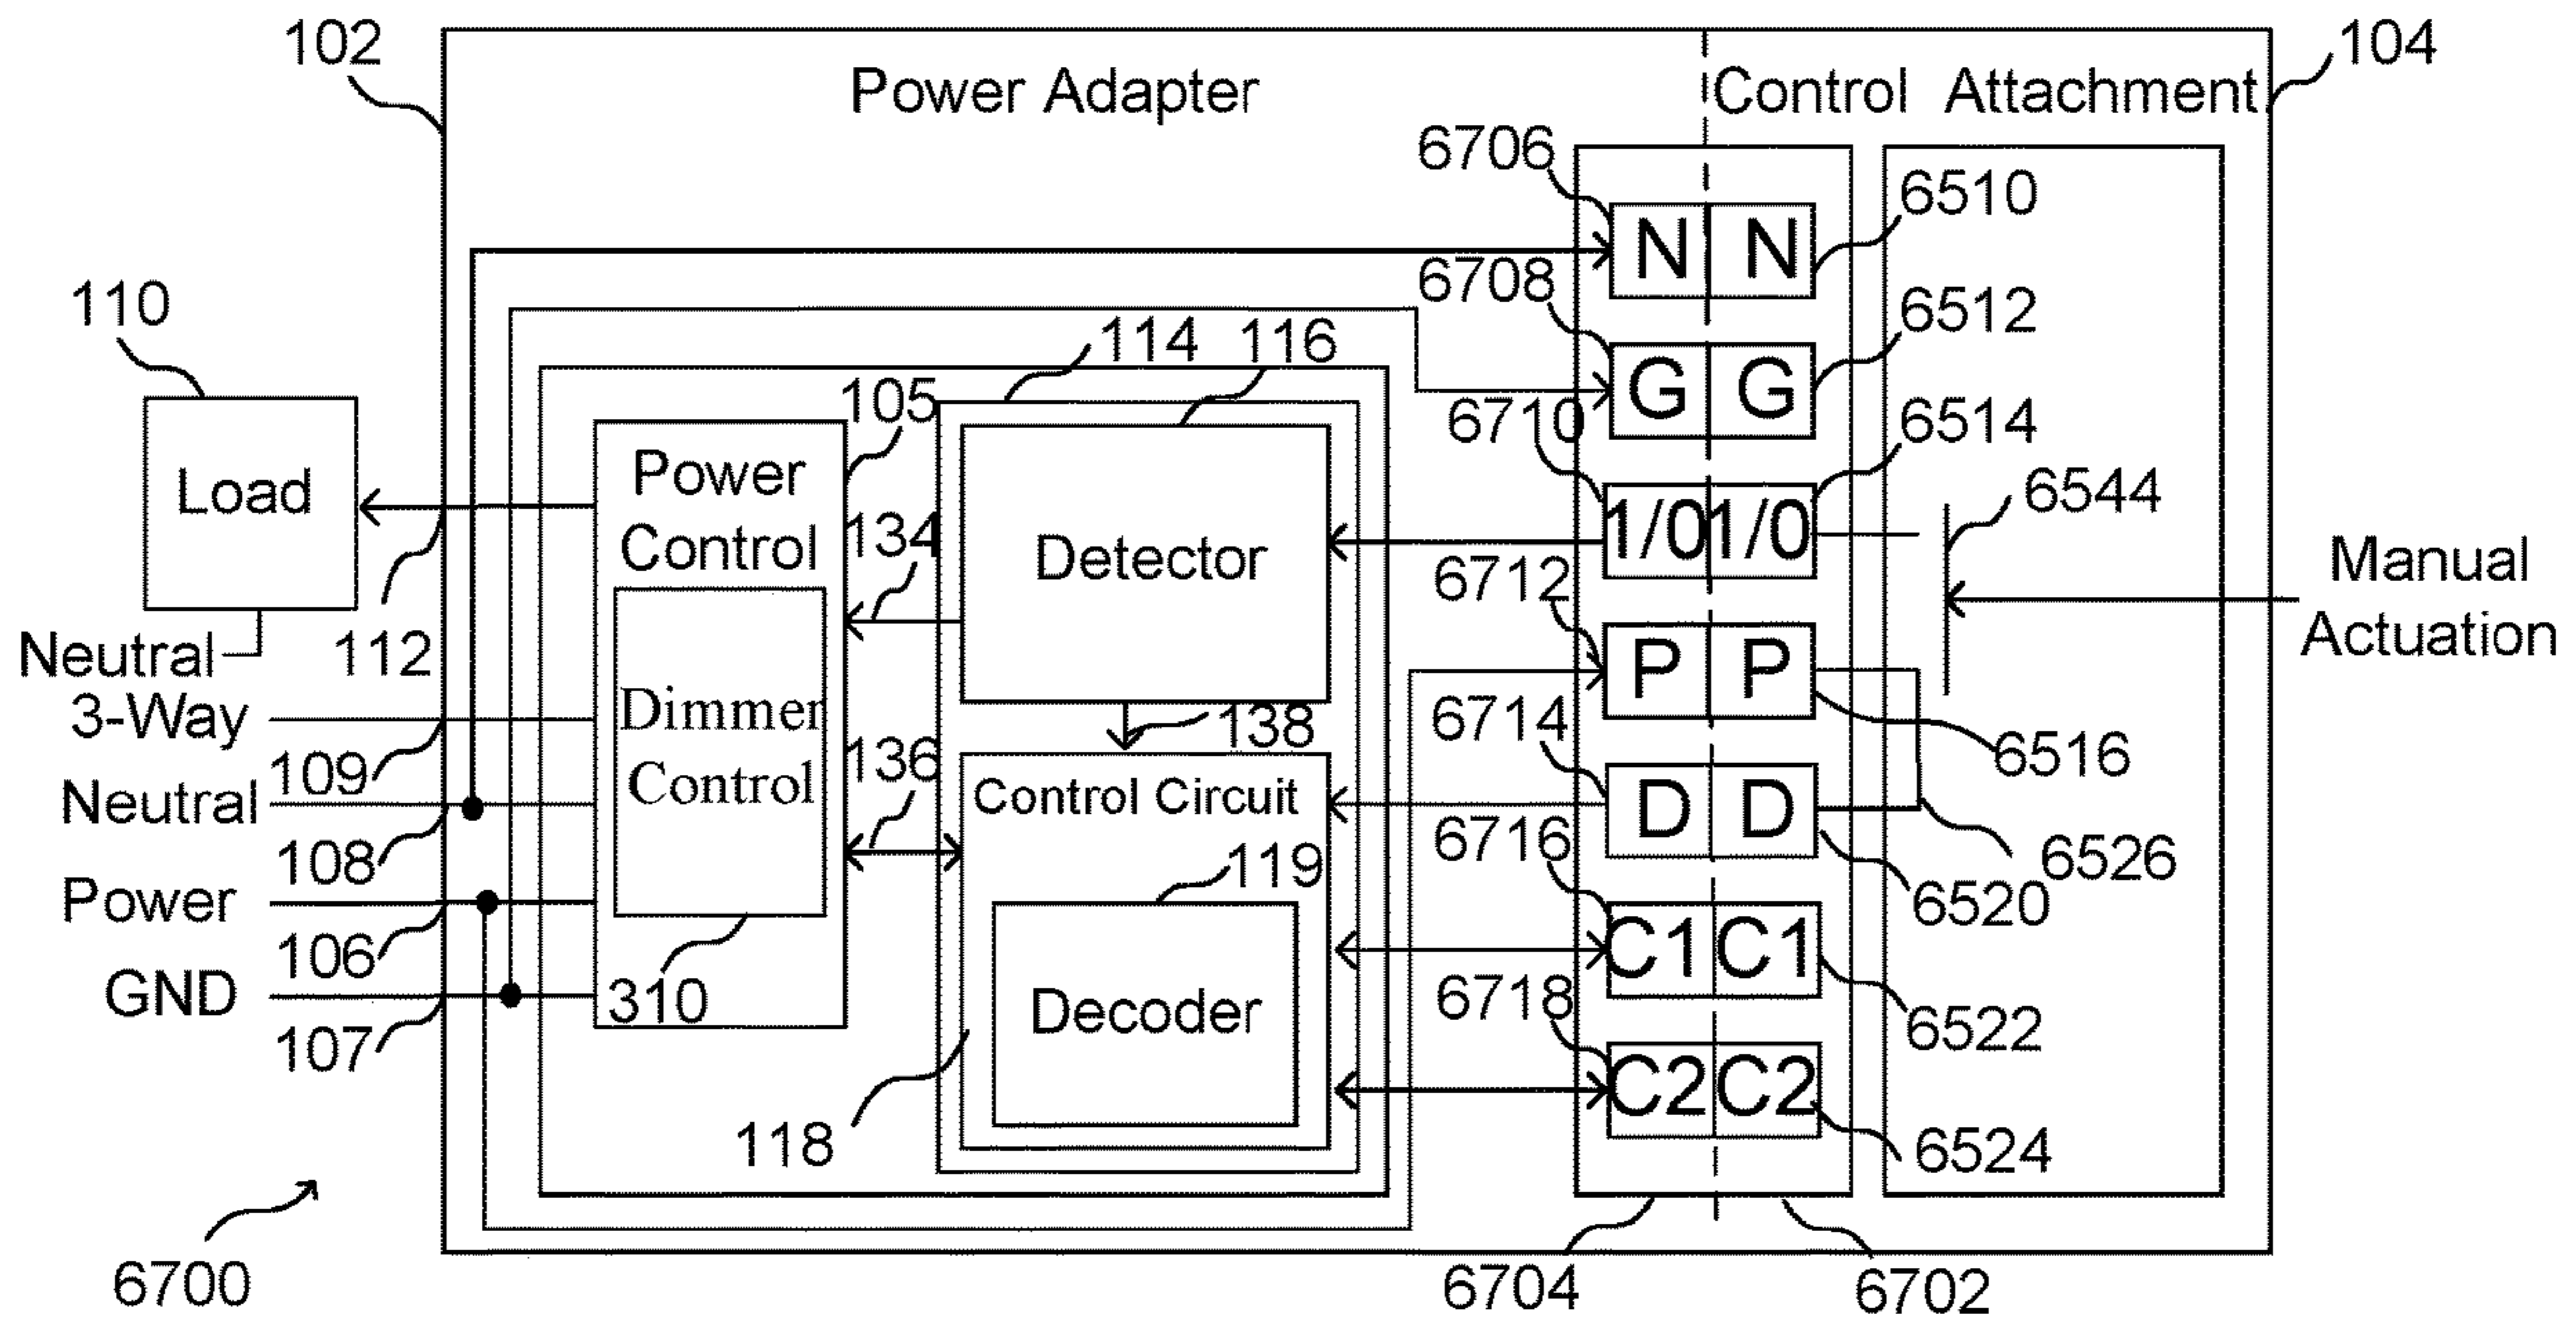 102
104
Power Adapter
Control Attachment
6706
N N
6510
6708
G G
6512
110
114
116
105
6710
1/0 1/0
6514
Load
Power
Control
134
Detector
6544
Manual
Actuation
6712
P P
6516
Neutral
112
3-Way
109
Dimmer
Control
138
6714
D D
6520
6526
136
Control Circuit
Neutral
108
6716
C1 C1
6522
119
Power
106
Decoder
GND
107
310
6718
C2 C2
6524
118
6700
6704
6702